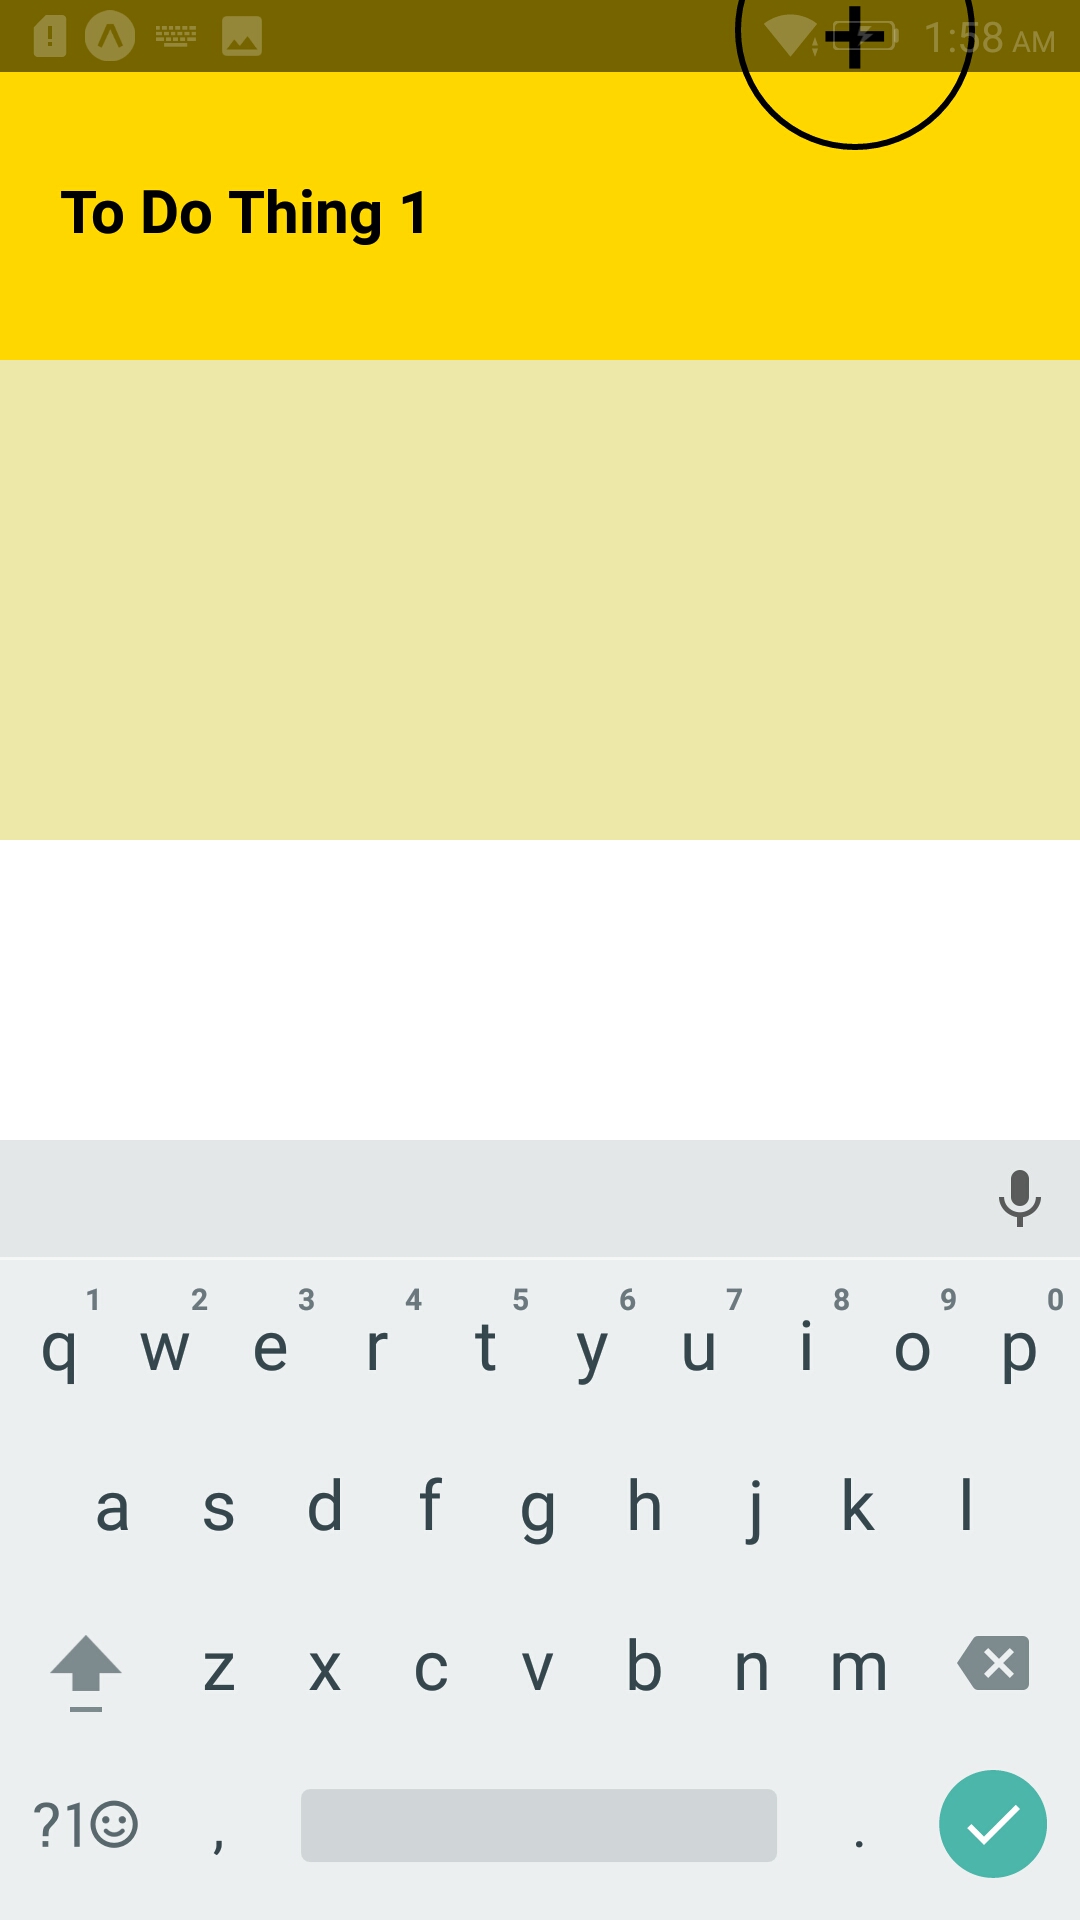 1:58 AM
To Do Thing 1
1 2 3 4 5 6 7 8 9 0
q w e r t y u i o p
a s d f g h j k l
z x c v b n m
?1☺ , .